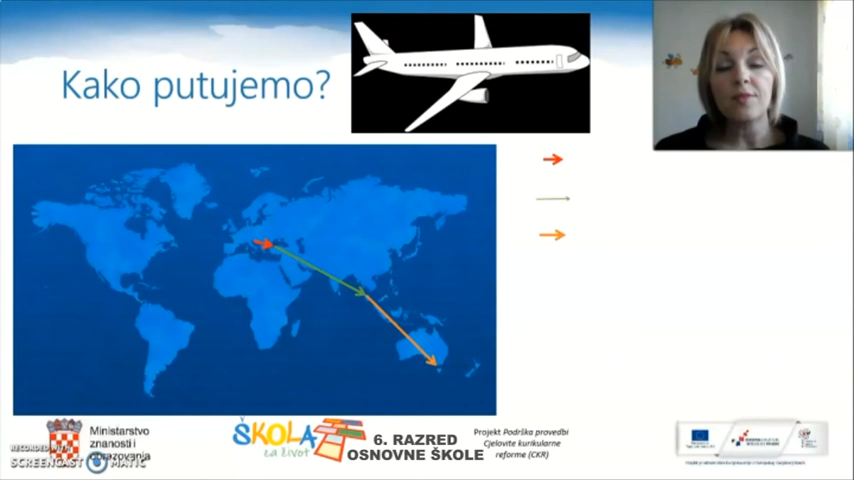 Kako putujemo?
Ministarstvo
znanosti i
obrazovanja
RECORDED WITH
SCREENCAST MATIC
ŠKOLA
za život
6. RAZRED
OSNOVNE ŠKOLE
Projekt Podrška provedbi
Cjelovite kurikularne
reforme (CKR)